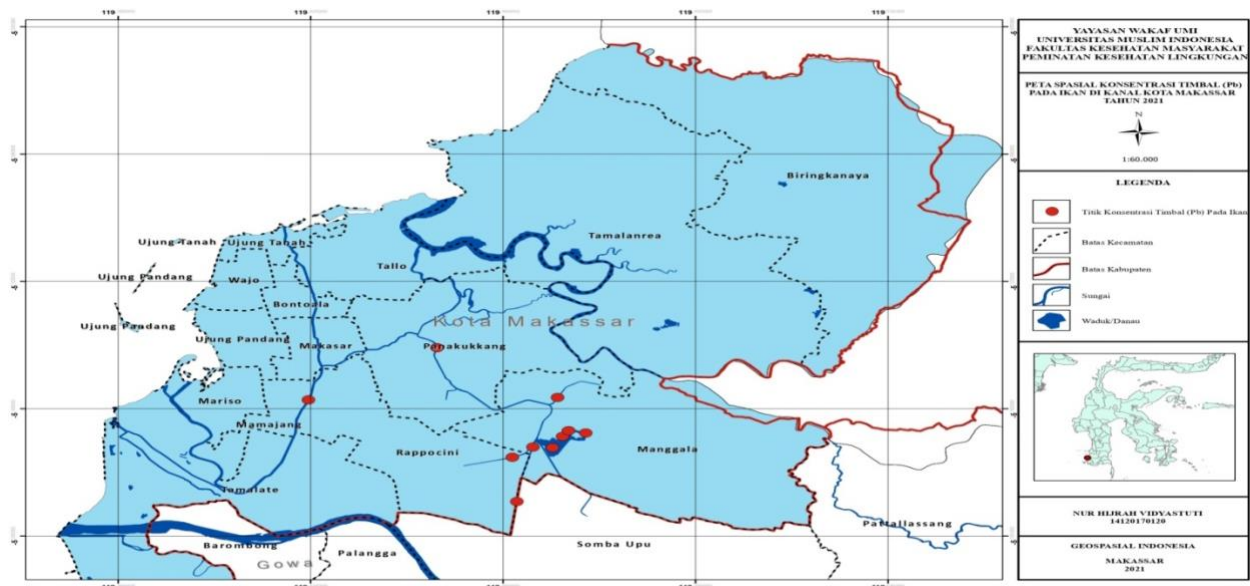 119
119
119
119
119
YAYASAN WAKAF UMI
UNIVERSITAS MUSLIM INDONESIA
FAKULTAS KESEHATAN MASYARAKAT
PEMINATAN KESEHATAN LINGKUNGAN
PETA SPASIAL KONSENTRASI TIMBAL (Pb)
PADA IKAN DI KANAL KOTA MAKASSAR
TAHUN 2021
N
1:60.000
LEGENDA
Titik Konsentrasi Timbal (Pb) Pada Ikan
Batas Kecamatan
Batas Kabupaten
Sungai
Waduk/Danau
NUR HIJRAH VIDYASTUTI
14120170120
GEOSPASIAL INDONESIA
MAKASSAR
2021
Biringkanaya
Tamalanrea
Ujung Tanah
Ujung Tanah
Tallo
Ujung Pandang
Wajo
Bontoala
Ujung Pandang
Kota Makassar
Ujung Pandang
Makasar
Panakukkang
Mariso
Mamajang
Rappocini
Manggala
Tamalate
Pattallassang
Barombong
Palangga
Somba Upu
Gowa